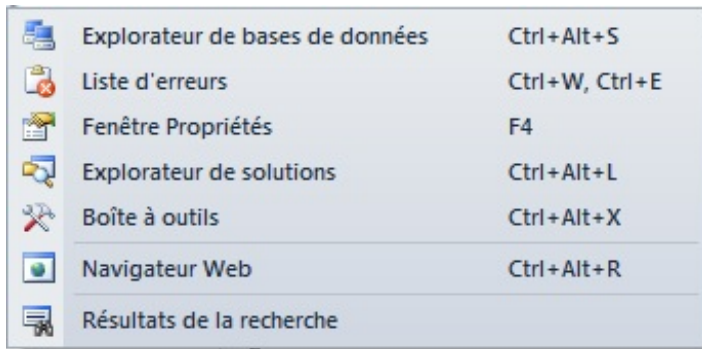 Explorateur de bases de données Ctrl+Alt+S
Liste d'erreurs Ctrl+W, Ctrl+E
Fenêtre Propriétés F4
Explorateur de solutions Ctrl+Alt+L
Boîte à outils Ctrl+Alt+X
Navigateur Web Ctrl+Alt+R
Résultats de la recherche